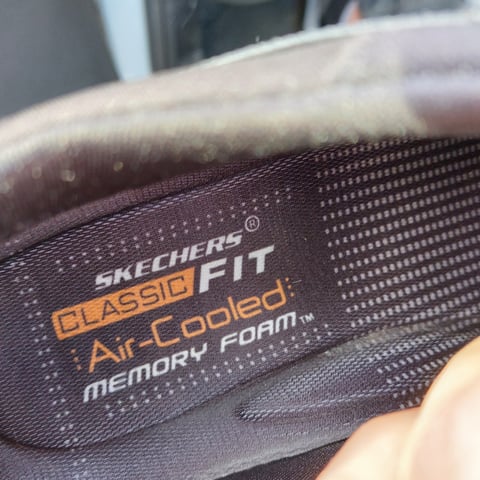 SKECHERS®
CLASSIC FIT
Air-Cooled
MEMORY FOAM™